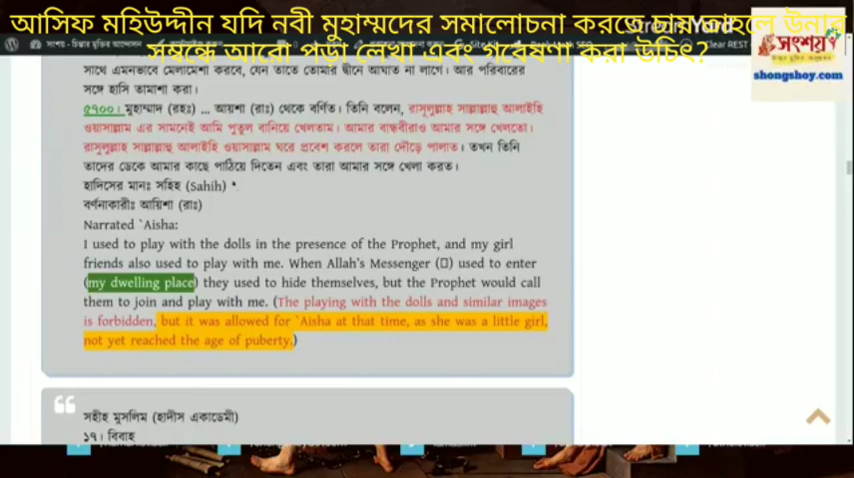 আসিফ মহিউদ্দীন যদি নবী মুহাম্মদের সমালোচনা করতে চায় তাহলে উনার
সম্বন্ধে আরো পড়া লেখা এবং গবেষণা করা উচিৎ?
সংশয়
shongshoy.com
সাথে এমনভাবে মেলামেশা করবে, যেন তাতে তোমার দ্বীনে আঘাত না লাগে। আর পরিবারের
সঙ্গে হাসি তামাশা করা।
৫৭০০। মুহাম্মাদ (রহঃ) ... আয়শা (রাঃ) থেকে বর্ণিত। তিনি বলেন, রাসূলুল্লাহ সাল্লাল্লাহু আলাইহি
ওয়াসাল্লাম এর সামনেই আমি পুতুল বানিয়ে খেলতাম। আমার বান্ধবীরাও আমার সঙ্গে খেলতো।
রাসূলুল্লাহ সাল্লাল্লাহু আলাইহি ওয়াসাল্লাম ঘরে প্রবেশ করলে তারা দৌড়ে পালাত। তখন তিনি
তাদের ডেকে আমার কাছে পাঠিয়ে দিতেন এবং তারা আমার সঙ্গে খেলা করত।
হাদিসের মানঃ সহিহ (Sahih)
বর্ণনাকারীঃ আয়িশা (রাঃ)
Narrated `Aisha:
I used to play with the dolls in the presence of the Prophet, and my girl
friends also used to play with me. When Allah's Messenger (▯) used to enter
(my dwelling place) they used to hide themselves, but the Prophet would call
them to join and play with me. (The playing with the dolls and similar images
is forbidden, but it was allowed for `Aisha at that time, as she was a little girl,
not yet reached the age of puberty.)
সহীহ মুসলিম (হাদীস একাডেমী)
১৭। বিবাহ